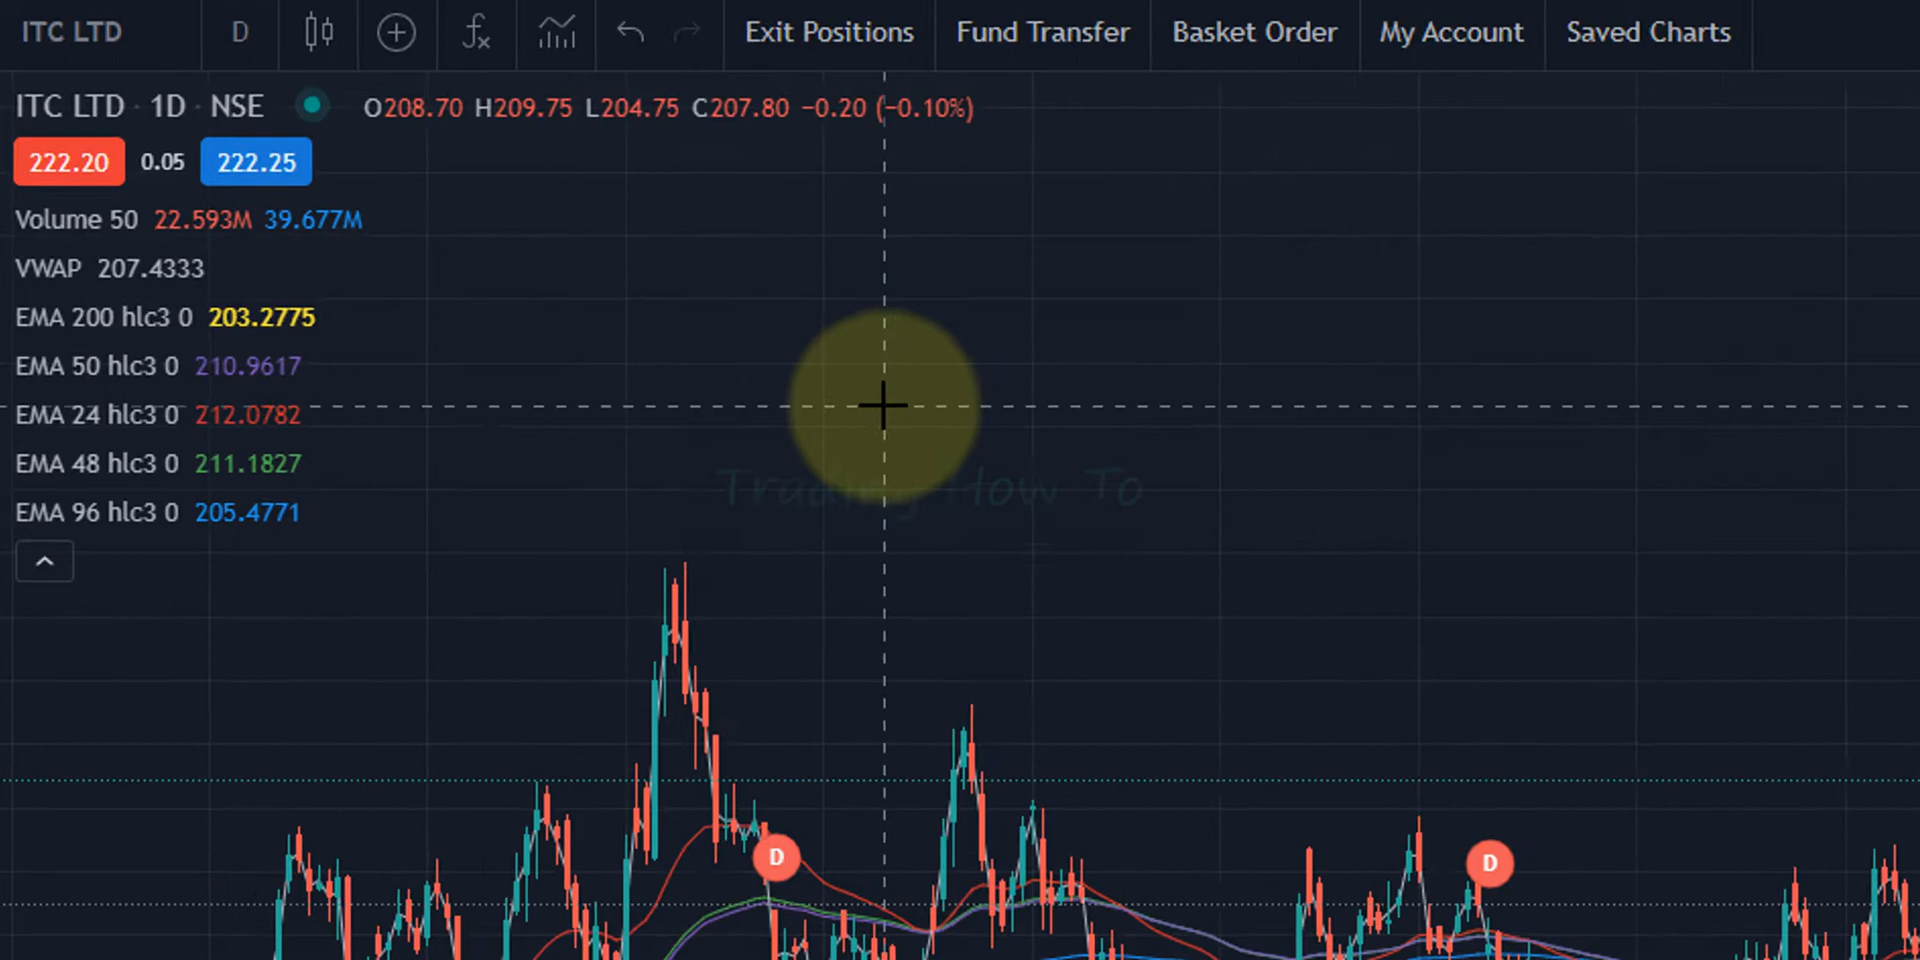 ITC LTD D Exit Positions Fund Transfer Basket Order My Account Saved Charts
ITC LTD · 1D · NSE O208.70 H209.75 L204.75 C207.80 −0.20 (−0.10%)
222.20 0.05 222.25
Volume 50 22.593M 39.677M
VWAP 207.4333
EMA 200 hlc3 0 203.2775
EMA 50 hlc3 0 210.9617
EMA 24 hlc3 0 212.0782
EMA 48 hlc3 0 211.1827
Trading How To
EMA 96 hlc3 0 205.4771
D
D